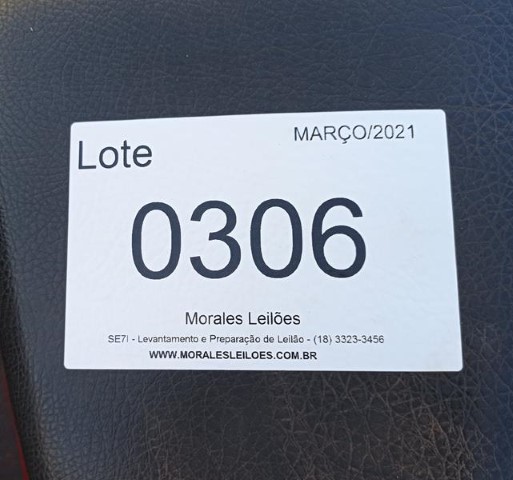 MARÇO/2021
Lote
0306
Morales Leilões
SE7I - Levantamento e Preparação de Leilão - (18) 3323-3456
WWW.MORALESLEILOES.COM.BR